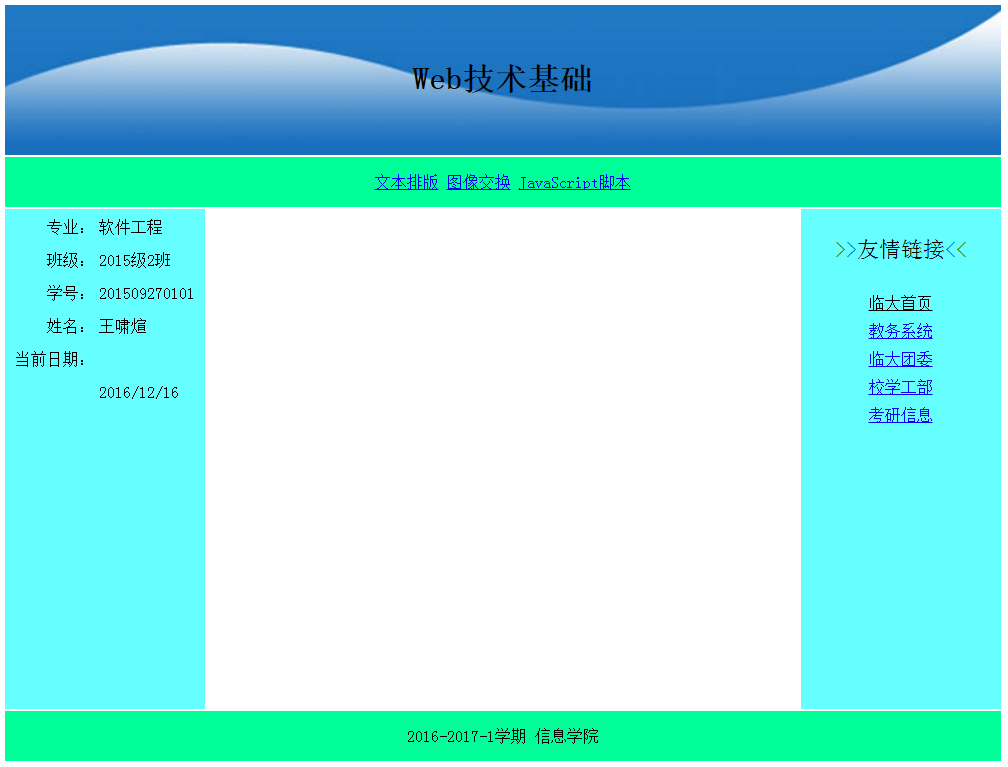 Web技术基础
文本排版 图像交换 JavaScript脚本
专业： 软件工程
班级： 2015级2班
学号： 201509270101
姓名： 王啸煊
当前日期：
2016/12/16
>>友情链接<<
临大首页
教务系统
临大团委
校学工部
考研信息
2016-2017-1学期 信息学院